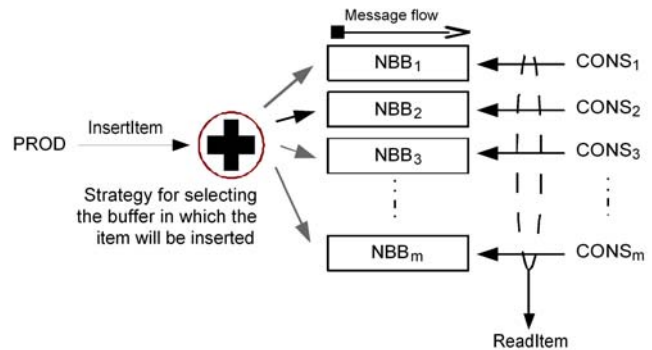 Message flow
NBB1
CONS1
NBB2
CONS2
InsertItem
PROD
NBB3
CONS3
Strategy for selecting
the buffer in which the
item will be inserted
NBBm
CONSm
ReadItem